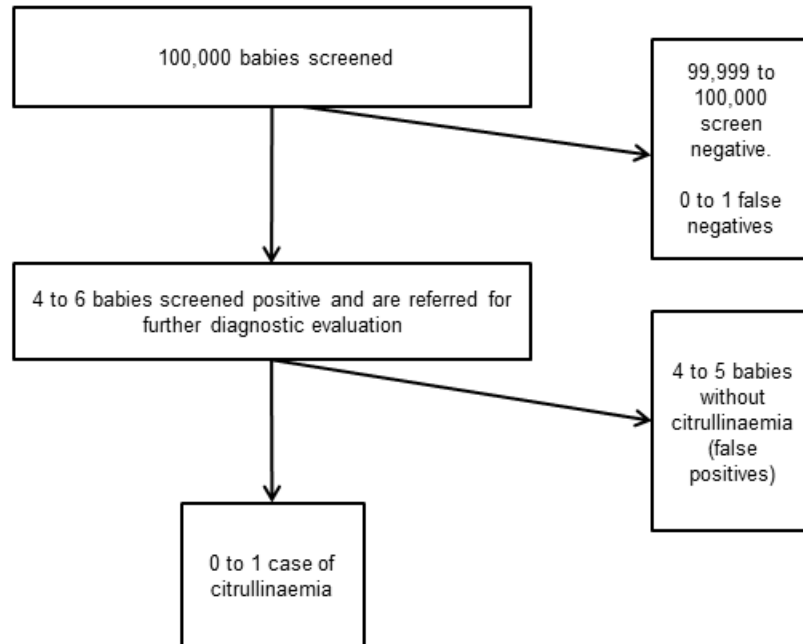 100,000 babies screened
99,999 to
100,000
screen
negative.
0 to 1 false
negatives
4 to 6 babies screened positive and are referred for
further diagnostic evaluation
4 to 5 babies
without
citrullinaemia
(false
positives)
0 to 1 case of
citrullinaemia